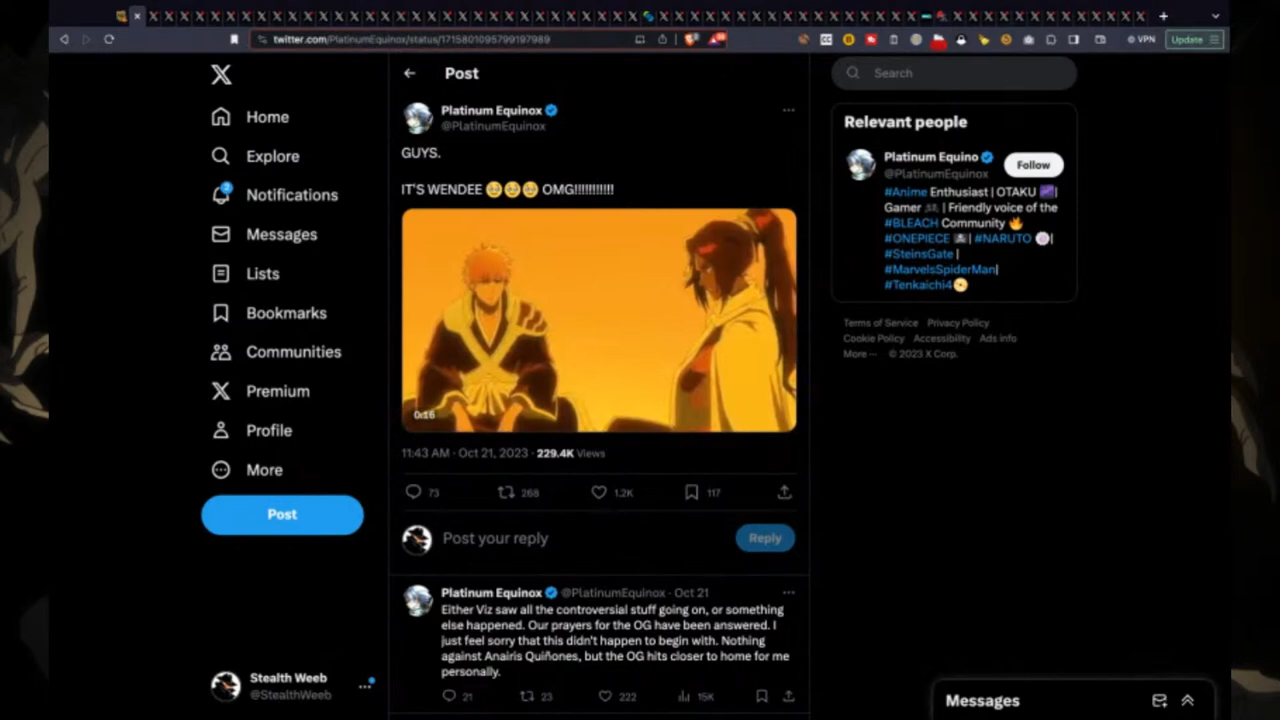 twitter.com/PlatinumEquinox/status/1715801095799197989
VPN
Update
Home
Explore
2
Notifications
Messages
Lists
Bookmarks
Communities
Premium
Profile
More
Post
Stealth Weeb
@StealthWeeb
Post
Platinum Equinox
@PlatinumEquinox
GUYS.
IT'S WENDEE 🥹🥹🥹 OMG!!!!!!!!!!!
0:16
11:43 AM · Oct 21, 2023 · 229.4K Views
73 268 1.2K 117
Post your reply
Reply
Platinum Equinox @PlatinumEquinox · Oct 21
Either Viz saw all the controversial stuff going on, or something
else happened. Our prayers for the OG have been answered. I
just feel sorry that this didn't happen to begin with. Nothing
against Anairis Quiñones, but the OG hits closer to home for me
personally.
21 23 222 15K
Search
Relevant people
Platinum Equino
@PlatinumEquinox
Follow
#Anime Enthusiast | OTAKU |
Gamer | Friendly voice of the
#BLEACH Community 🔥
#ONEPIECE | #NARUTO |
#SteinsGate |
#MarvelsSpiderMan|
#Tenkaichi4
Terms of Service Privacy Policy
Cookie Policy Accessibility Ads info
More ··· © 2023 X Corp.
Messages